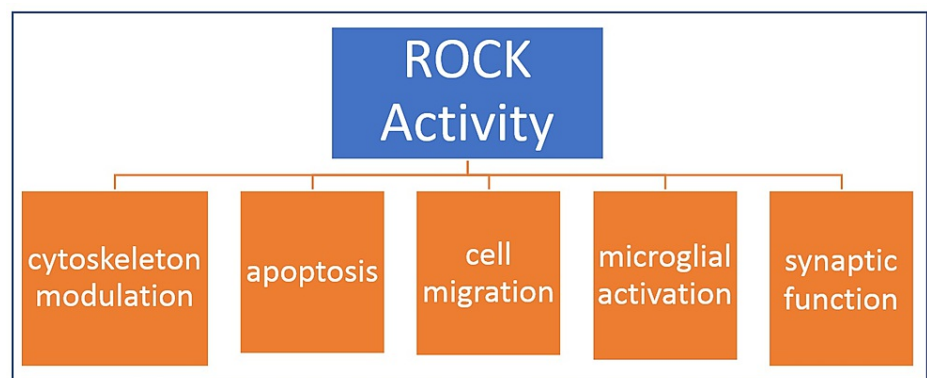 ROCK
Activity
cytoskeleton
modulation
apoptosis
cell
migration
microglial
activation
synaptic
function